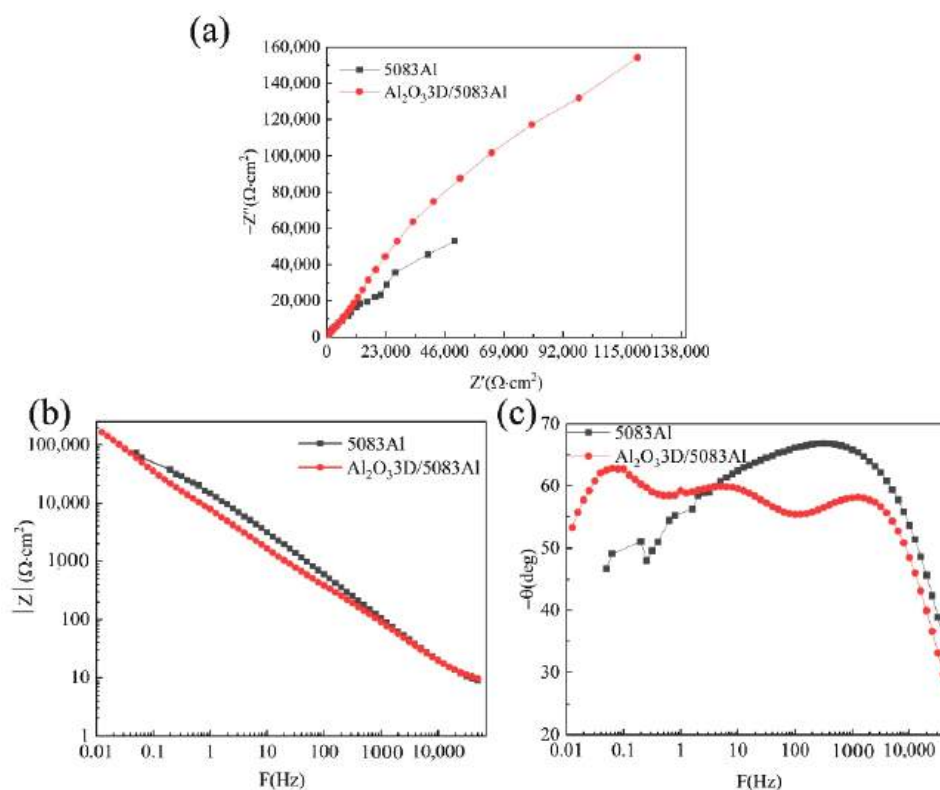 (a)
160,000
140,000
120,000
100,000
80,000
60,000
40,000
20,000
0
−Z″(Ω·cm²)
5083Al
Al₂O₃3D/5083Al
0 23,000 46,000 69,000 92,000 115,000 138,000
Z′(Ω·cm²)
(b)
100,000
10,000
1000
100
10
1
|Z|(Ω·cm²)
5083Al
Al₂O₃3D/5083Al
0.01 0.1 1 10 100 1000 10,000
F(Hz)
(c)
70
60
50
40
30
20
−θ(deg)
5083Al
Al₂O₃3D/5083Al
0.01 0.1 1 10 100 1000 10,000
F(Hz)